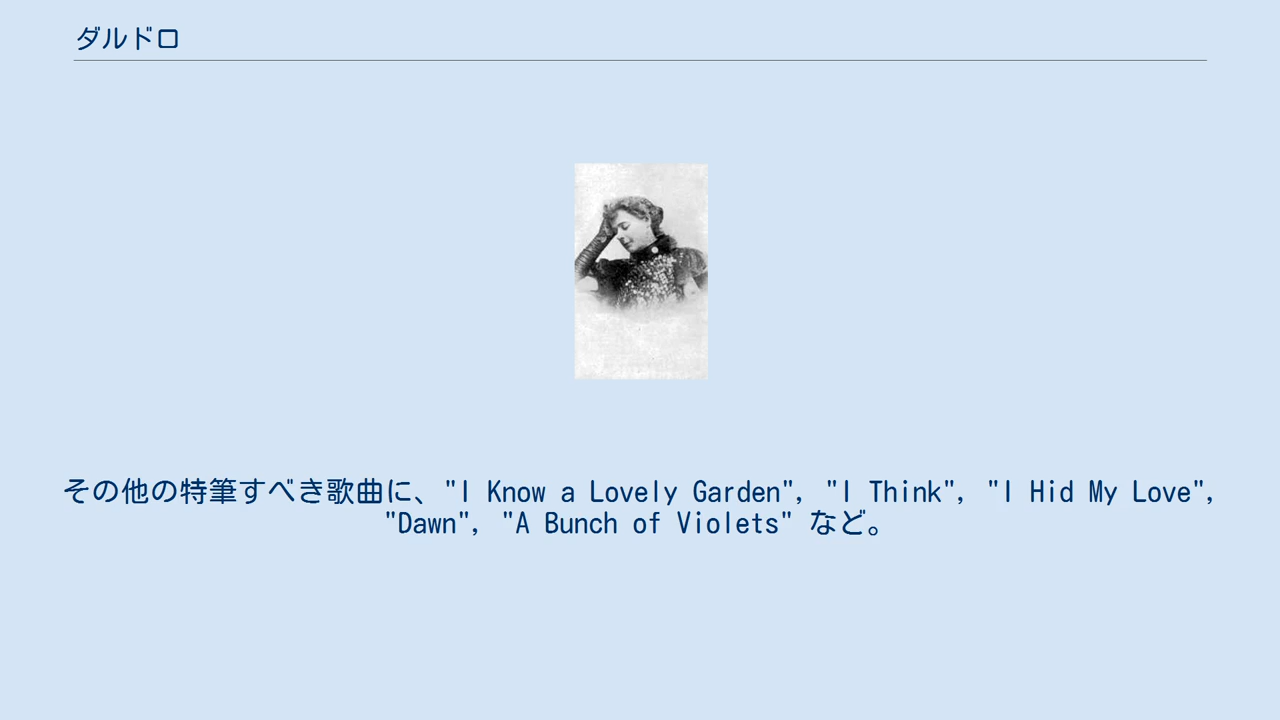 ダルドロ
その他の特筆すべき歌曲に、"I Know a Lovely Garden", "I Think", "I Hid My Love",
"Dawn", "A Bunch of Violets" など。